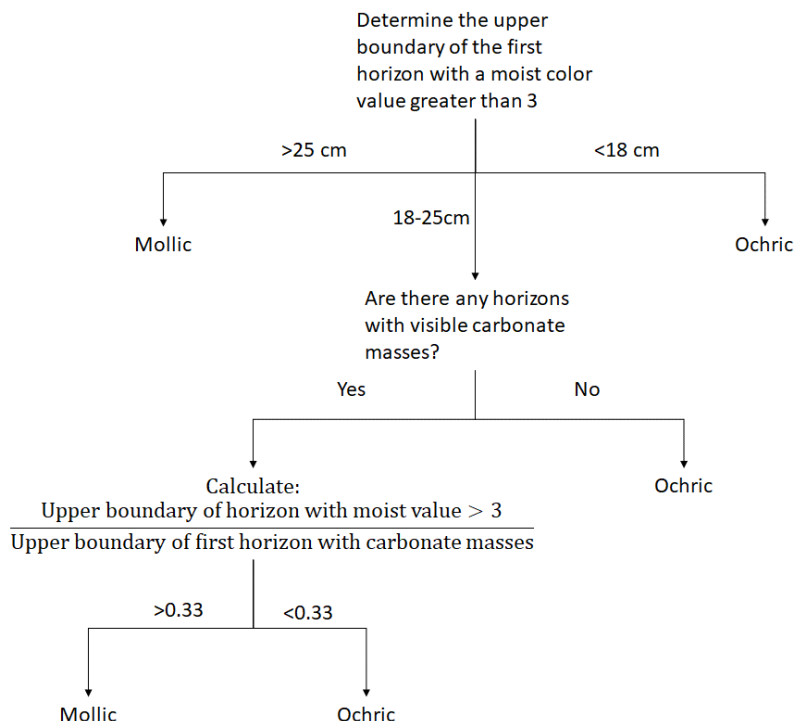 Determine the upper
boundary of the first
horizon with a moist color
value greater than 3
>25 cm
<18 cm
18-25cm
Mollic
Ochric
Are there any horizons
with visible carbonate
masses?
Yes
No
Calculate:
Upper boundary of horizon with moist value > 3
Upper boundary of first horizon with carbonate masses
Ochric
>0.33
<0.33
Mollic
Ochric